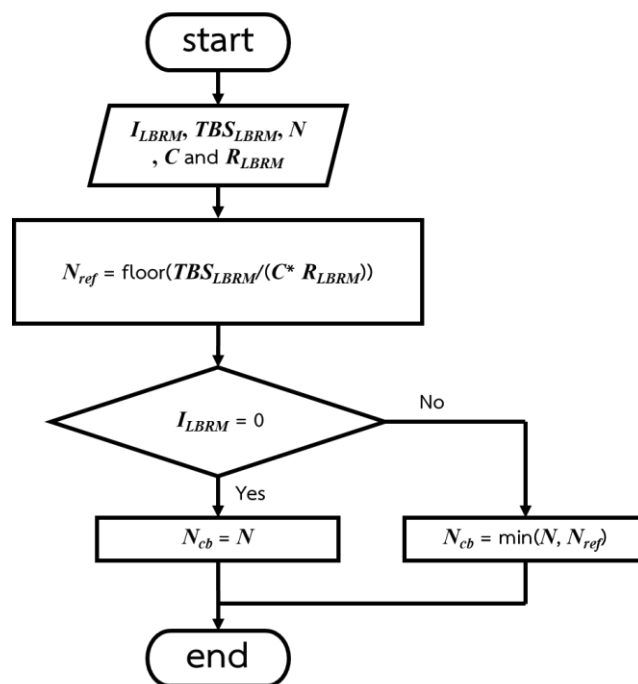 start
I_LBRM, TBS_LBRM, N
, C and R_LBRM
N_ref = floor(TBS_LBRM/(C* R_LBRM))
I_LBRM = 0
No
Yes
N_cb = N
N_cb = min(N, N_ref)
end